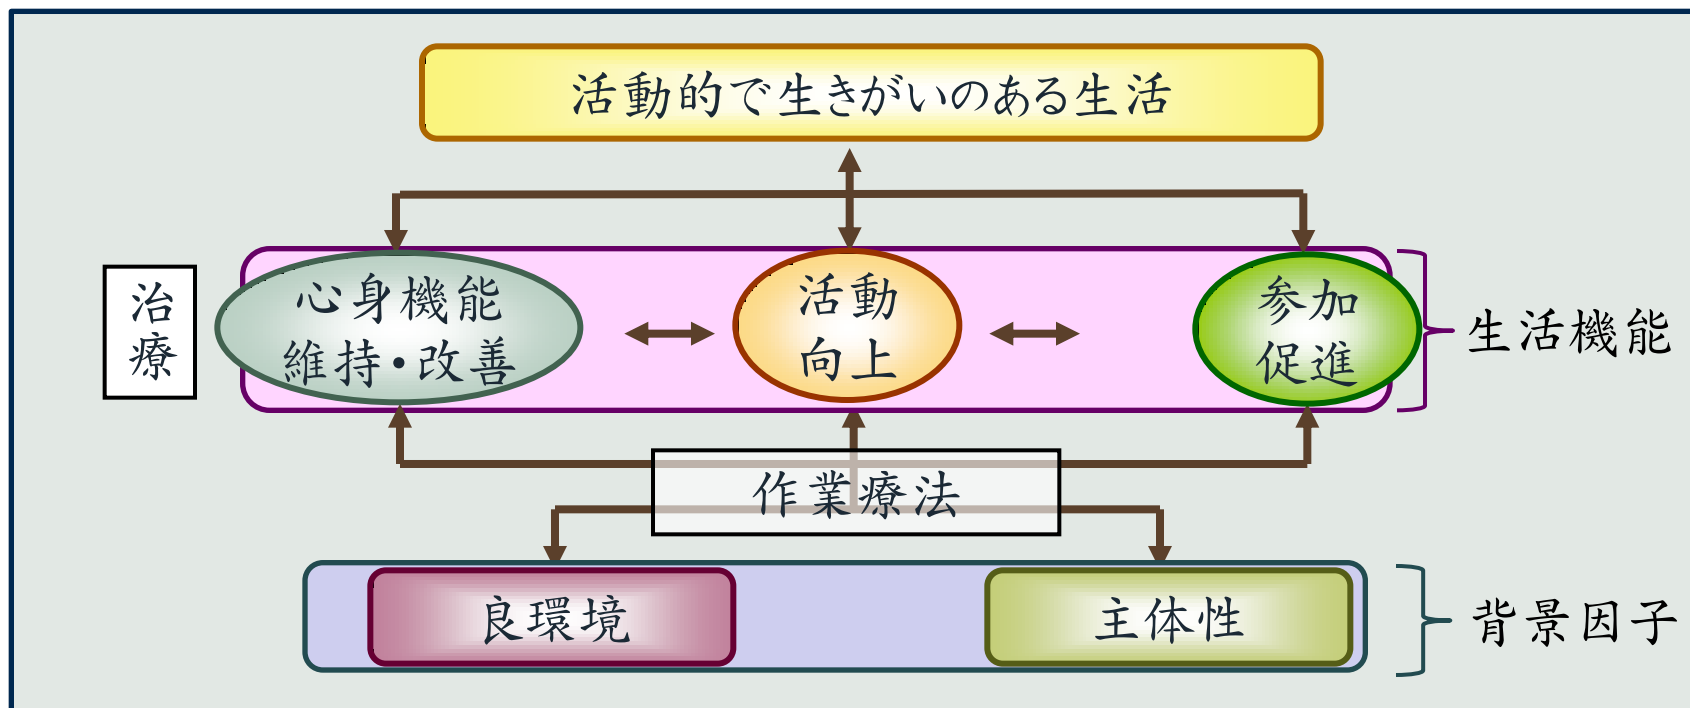 活動的で生きがいのある生活
治
療
心身機能
維持・改善
活動
向上
参加
促進
生活機能
作業療法
良環境
主体性
背景因子